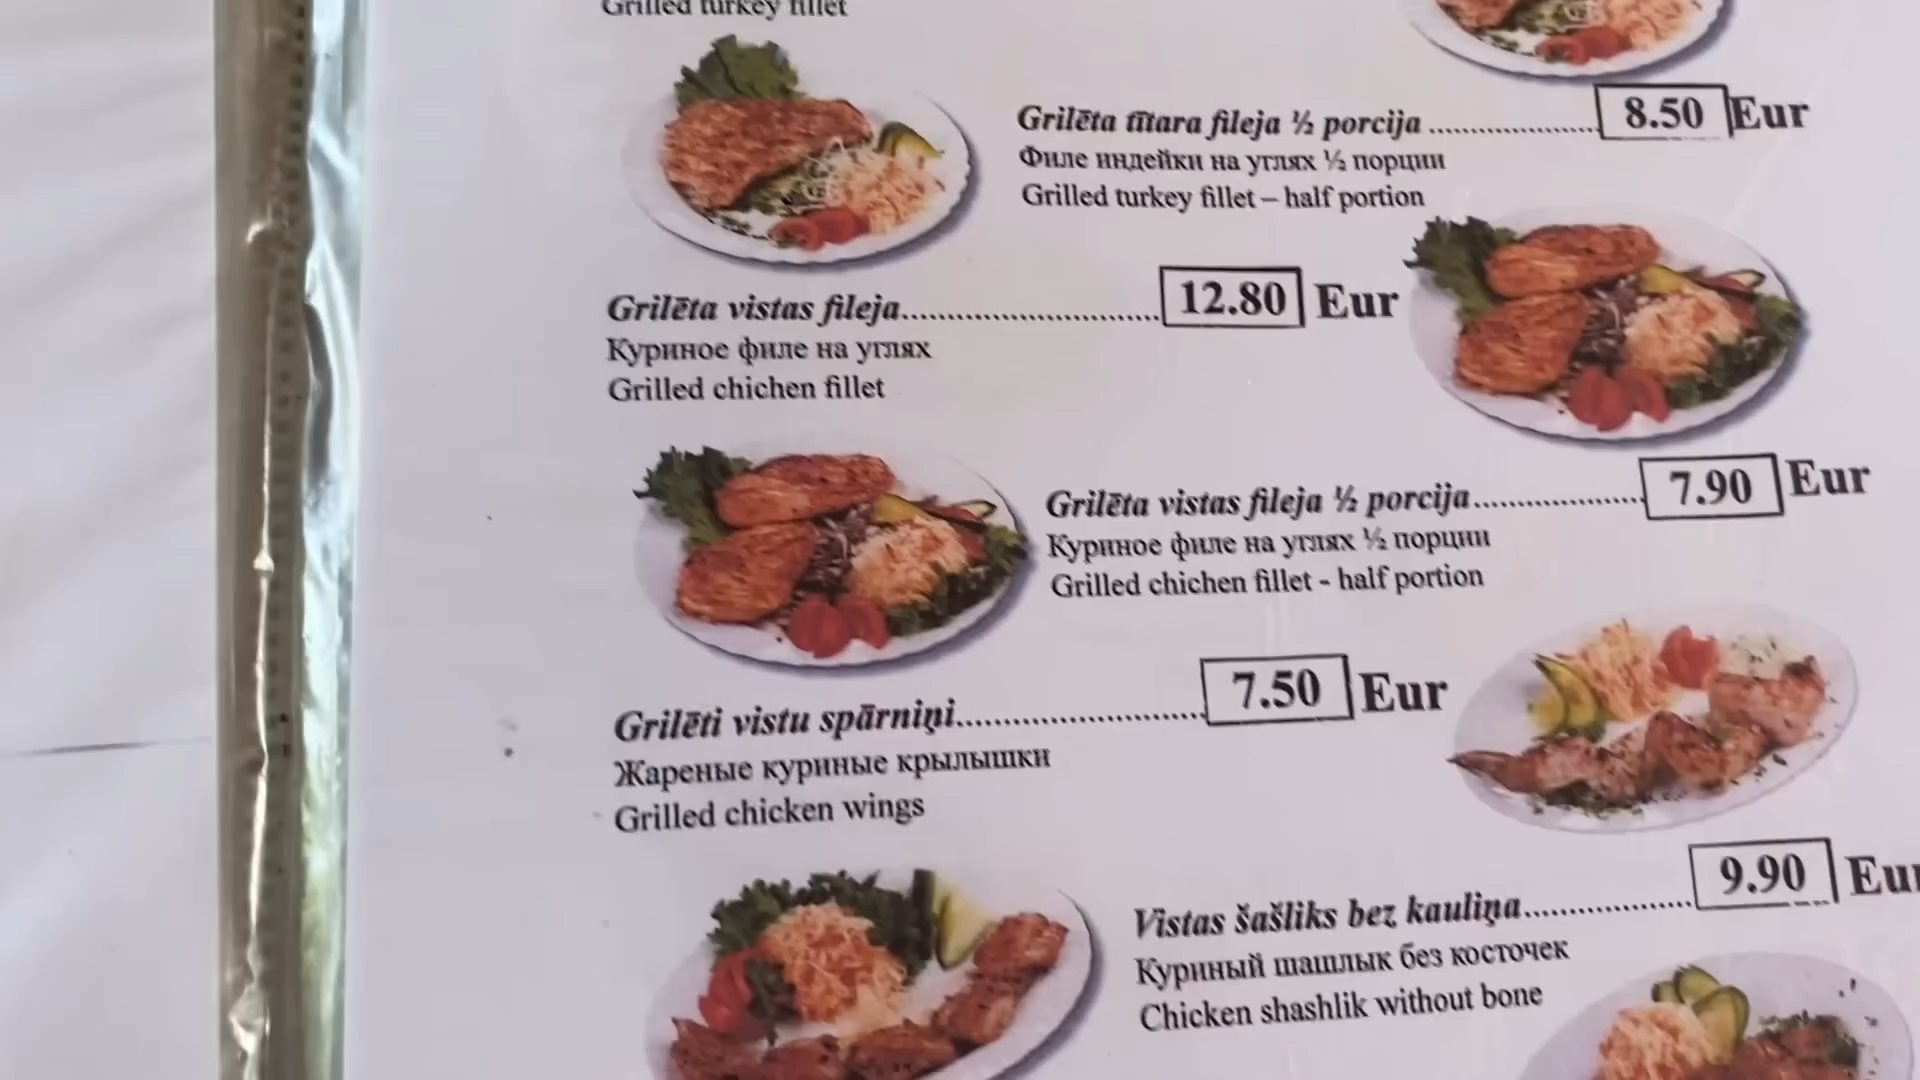 Grilled turkey fillet
Grilēta tītara fileja ½ porcija ........................ 8.50 Eur
Филе индейки на углях ½ порции
Grilled turkey fillet – half portion
Grilēta vistas fileja.............................. 12.80 Eur
Куриное филе на углях
Grilled chichen fillet
Grilēta vistas fileja ½ porcija........................ 7.90 Eur
Куриное филе на углях ½ порции
Grilled chichen fillet - half portion
Grilēti vistu spārniņi............................. 7.50 Eur
Жареные куриные крылышки
Grilled chicken wings
Vistas šašliks bez kauliņa........................ 9.90 Eur
Куриный шашлык без косточек
Chicken shashlik without bone